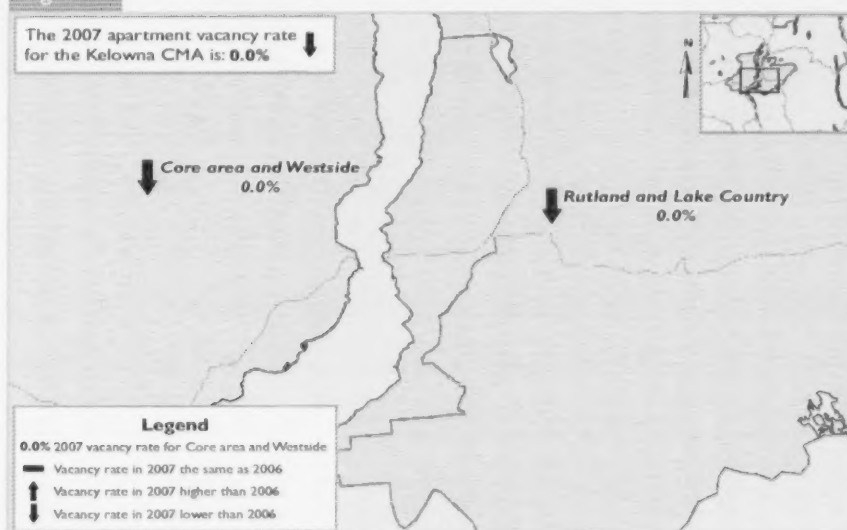 The 2007 apartment vacancy rate
for the Kelowna CMA is: 0.0%
N
Core area and Westside
0.0%
Rutland and Lake Country
0.0%
Legend
0.0% 2007 vacancy rate for Core area and Westside
Vacancy rate in 2007 the same as 2006
Vacancy rate in 2007 higher than 2006
Vacancy rate in 2007 lower than 2006